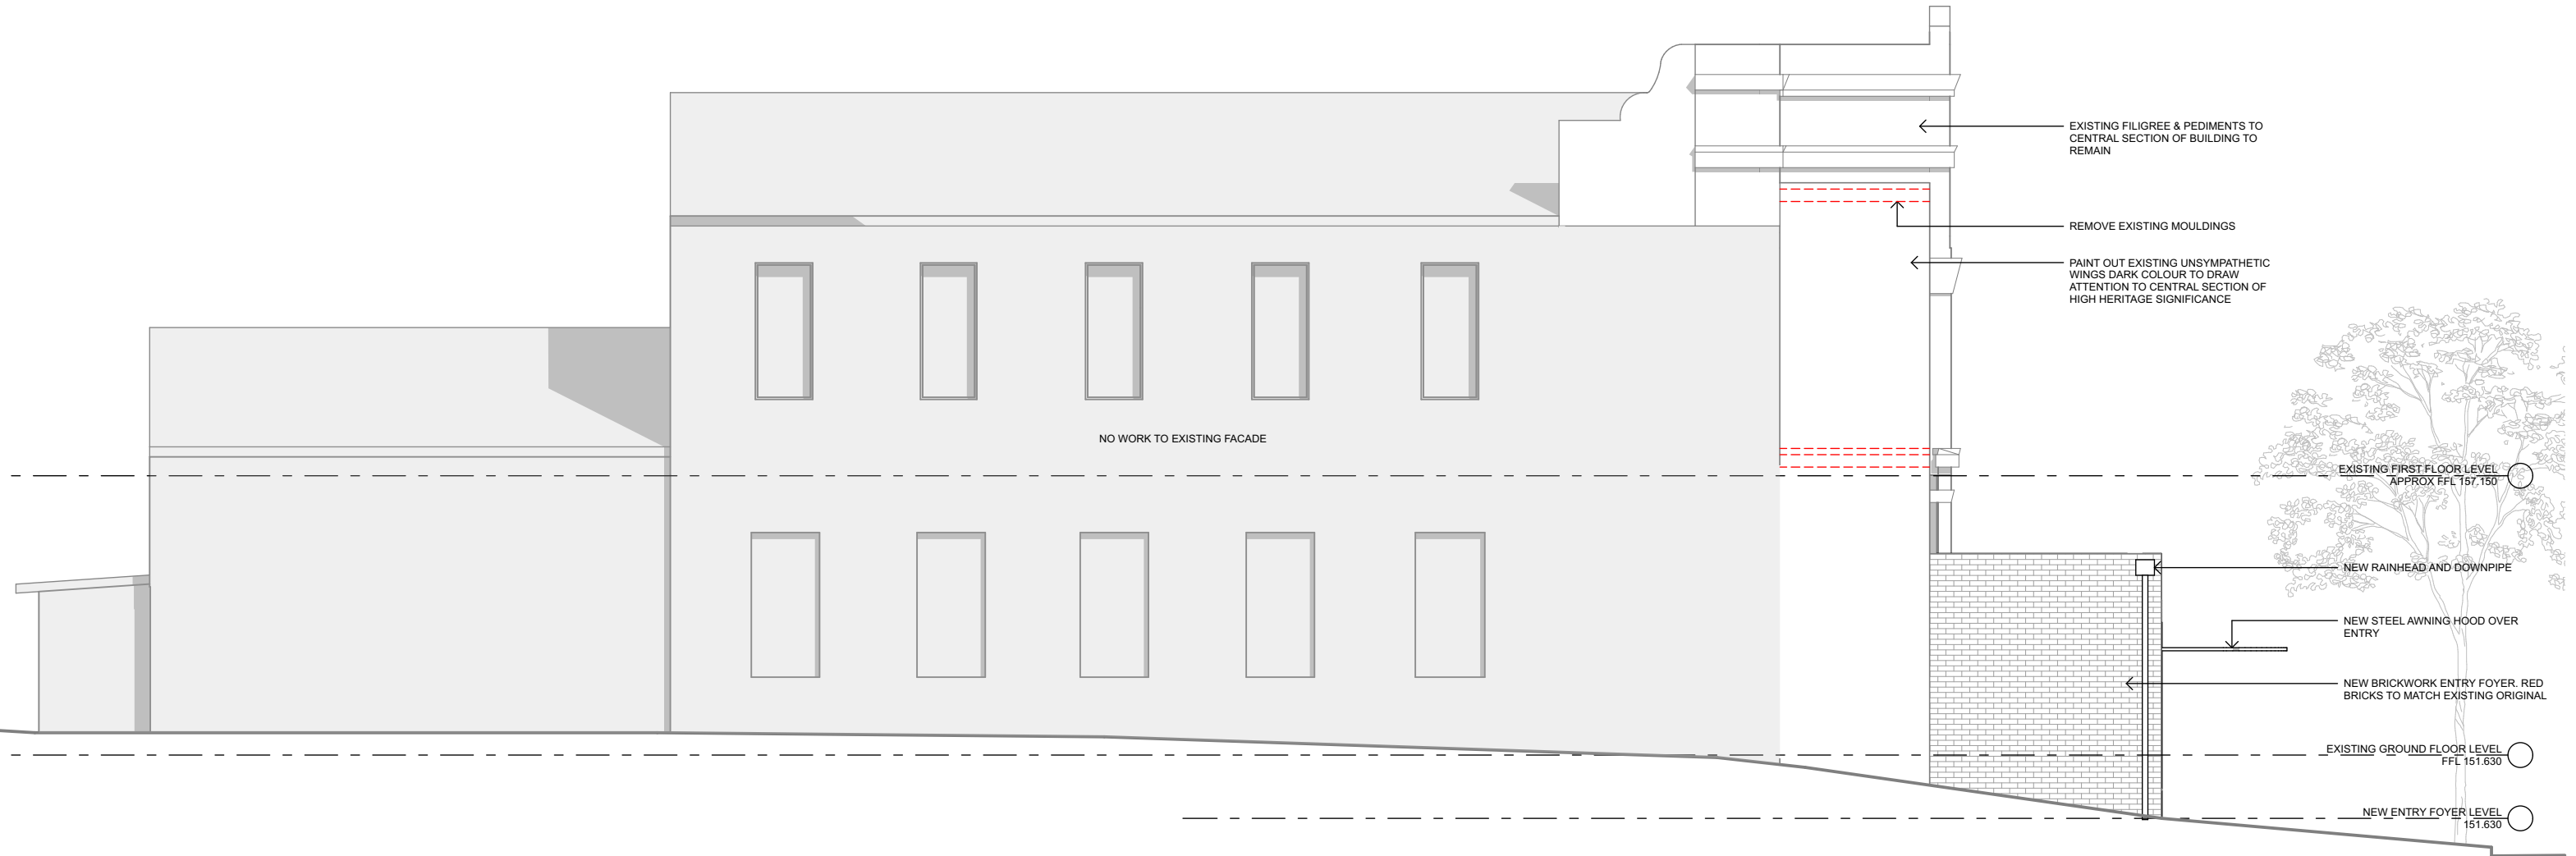 EXISTING FILIGREE & PEDIMENTS TO
CENTRAL SECTION OF BUILDING TO
REMAIN
REMOVE EXISTING MOULDINGS
PAINT OUT EXISTING UNSYMPATHETIC
WINGS DARK COLOUR TO DRAW
ATTENTION TO CENTRAL SECTION OF
HIGH HERITAGE SIGNIFICANCE
NO WORK TO EXISTING FACADE
EXISTING FIRST FLOOR LEVEL
APPROX FFL 157.150
NEW RAINHEAD AND DOWNPIPE
NEW STEEL AWNING HOOD OVER
ENTRY
NEW BRICKWORK ENTRY FOYER. RED
BRICKS TO MATCH EXISTING ORIGINAL
EXISTING GROUND FLOOR LEVEL
FFL 151.630
NEW ENTRY FOYER LEVEL
151.630